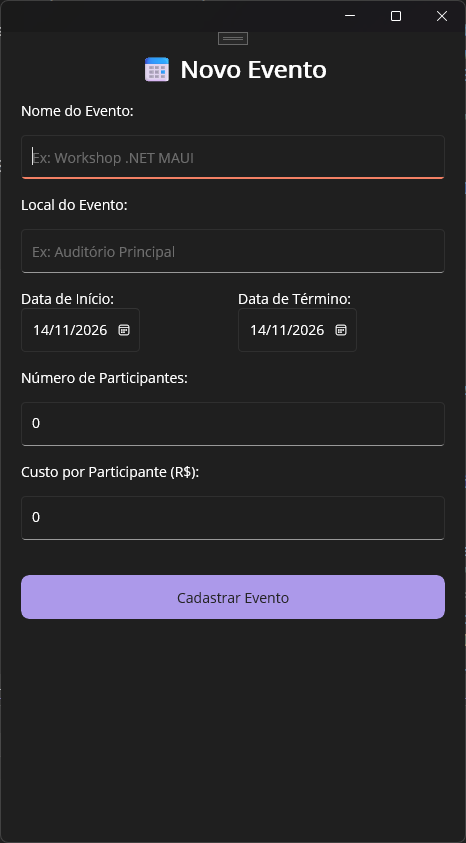 Novo Evento
Nome do Evento:
Ex: Workshop .NET MAUI
Local do Evento:
Ex: Auditório Principal
Data de Início: Data de Término:
14/11/2026 14/11/2026
Número de Participantes:
0
Custo por Participante (R$):
0
Cadastrar Evento